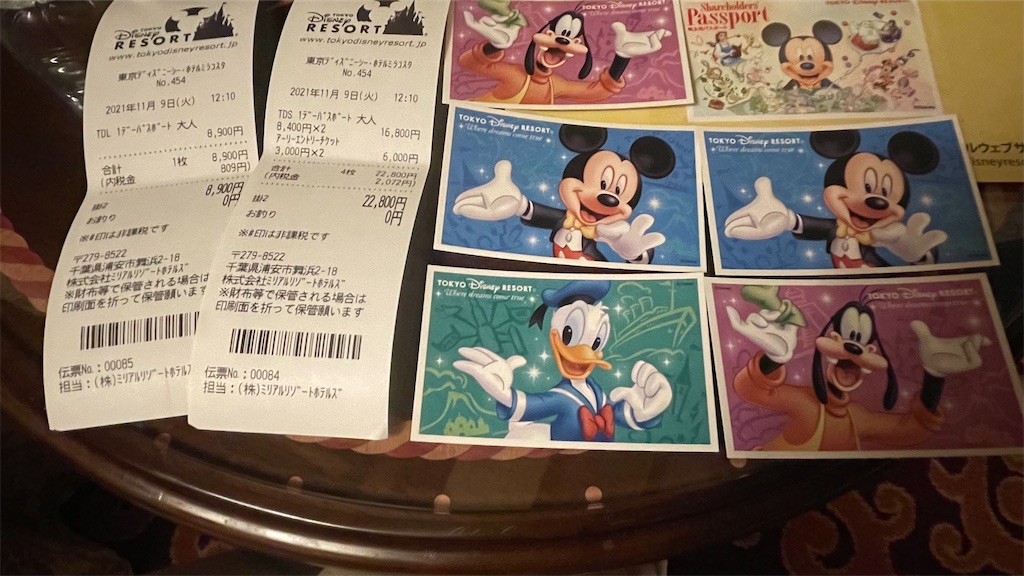 Tokyo
Disney
RESORT
www.tokyodisneyresort.jp
東京ディズニーシー・ホテルミラコスタ
No.454
2021年11月 9日(火) 12:10
TDL 1デーパスポート 大人
8,900円
合計 1枚 8,900円
(内税金 809円)
8,900円
掛2 0円
お釣り
※#印は非課税です
〒279-8522
千葉県浦安市舞浜2-18
株式会社ミリアルリゾートホテルズ
※財布等で保管される場合は
印刷面を折って保管願います
伝票No.:00085
担当:(株)ミリアルリゾートホテルズ
Tokyo
Disney
RESORT
www.tokyodisneyresort.jp
東京ディズニーシー・ホテルミラコスタ
No.454
2021年11月 9日(火) 12:10
TDS 1デーパスポート 大人
8,400円×2 16,800円
アーリーエントリーチケット
3,000円×2 6,000円
合計 4枚 22,800円
(内税金 2,072円)
掛2 22,800円
お釣り 0円
※#印は非課税です
〒279-8522
千葉県浦安市舞浜2-18
株式会社ミリアルリゾートホテルズ
※財布等で保管される場合は
印刷面を折って保管願います
伝票No.:00084
担当:(株)ミリアルリゾートホテルズ
TOKYO Disney RESORT
Shareholders'
Passport
TOKYO Disney RESORT
TOKYO Disney RESORT
Where dreams come true
TOKYO Disney RESORT
Where dreams come true
TOKYO Disney RESORT
Where dreams come true
TOKYO Disney RESORT
Where dreams come true
ルウェブサ
isneyreso